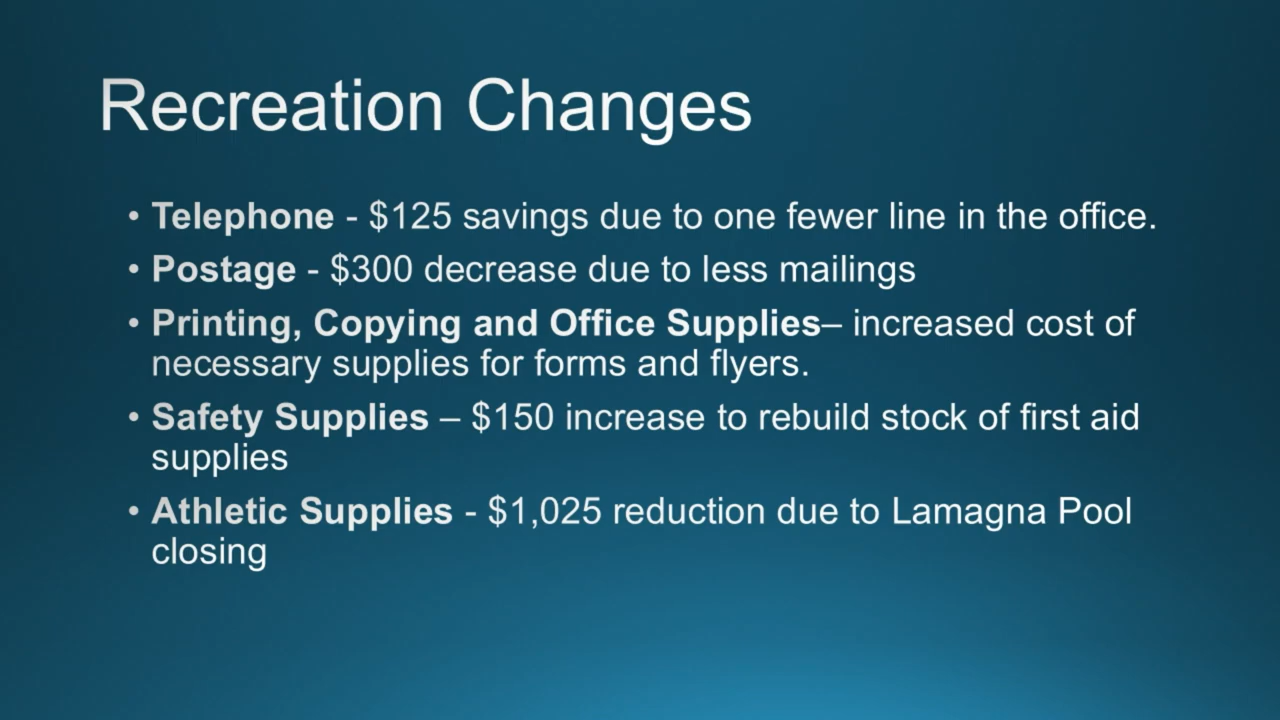 Recreation Changes
• Telephone - $125 savings due to one fewer line in the office.
• Postage - $300 decrease due to less mailings
• Printing, Copying and Office Supplies– increased cost of
necessary supplies for forms and flyers.
• Safety Supplies – $150 increase to rebuild stock of first aid
supplies
• Athletic Supplies - $1,025 reduction due to Lamagna Pool
closing